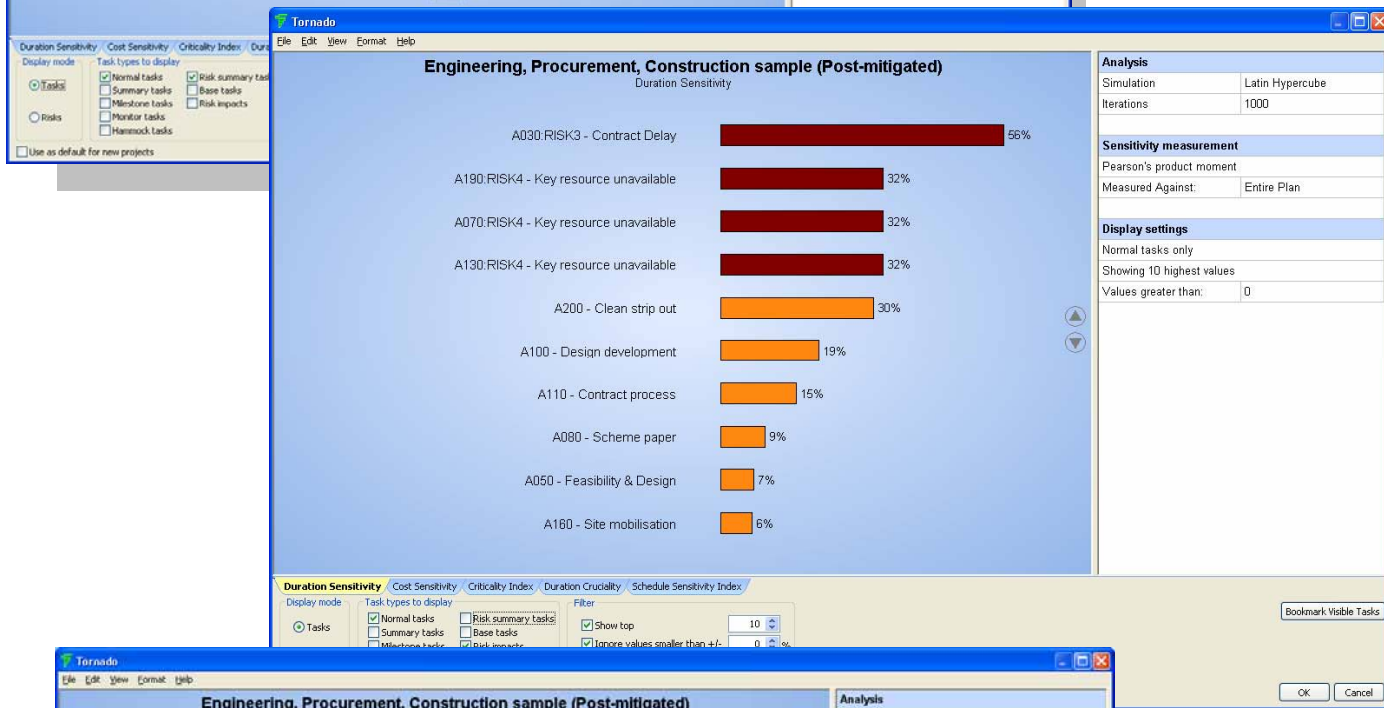 Duration Sensitivity Cost Sensitivity Criticality Index
Display mode
Task types to display
Tasks
Risks
Normal tasks
Risk summary
Summary tasks
Base tasks
Milestone tasks
Risk impacts
Monitor tasks
Hammock tasks
Use as default for new projects
Tornado
File Edit View Format Help
Engineering, Procurement, Construction sample (Post-mitigated)
Duration Sensitivity
A030:RISK3 - Contract Delay 56%
A190:RISK4 - Key resource unavailable 32%
A070:RISK4 - Key resource unavailable 32%
A130:RISK4 - Key resource unavailable 32%
A200 - Clean strip out 30%
A100 - Design development 19%
A110 - Contract process 15%
A080 - Scheme paper 9%
A050 - Feasibility & Design 7%
A160 - Site mobilisation 6%
Analysis
Simulation Latin Hypercube
Iterations 1000
Sensitivity measurement
Pearson's product moment
Measured Against: Entire Plan
Display settings
Normal tasks only
Showing 10 highest values
Values greater than: 0
Duration Sensitivity Cost Sensitivity Criticality Index Duration Cruciality Schedule Sensitivity Index
Display mode
Tasks
Task types to display
Normal tasks Risk summary tasks
Summary tasks Base tasks
Milestone tasks Risk impacts
Filter
Show top 10
Ignore values smaller than +/- 0 %
Bookmark Visible Tasks
OK Cancel
Tornado
File Edit View Format Help
Engineering, Procurement, Construction sample (Post-mitigated)
Analysis